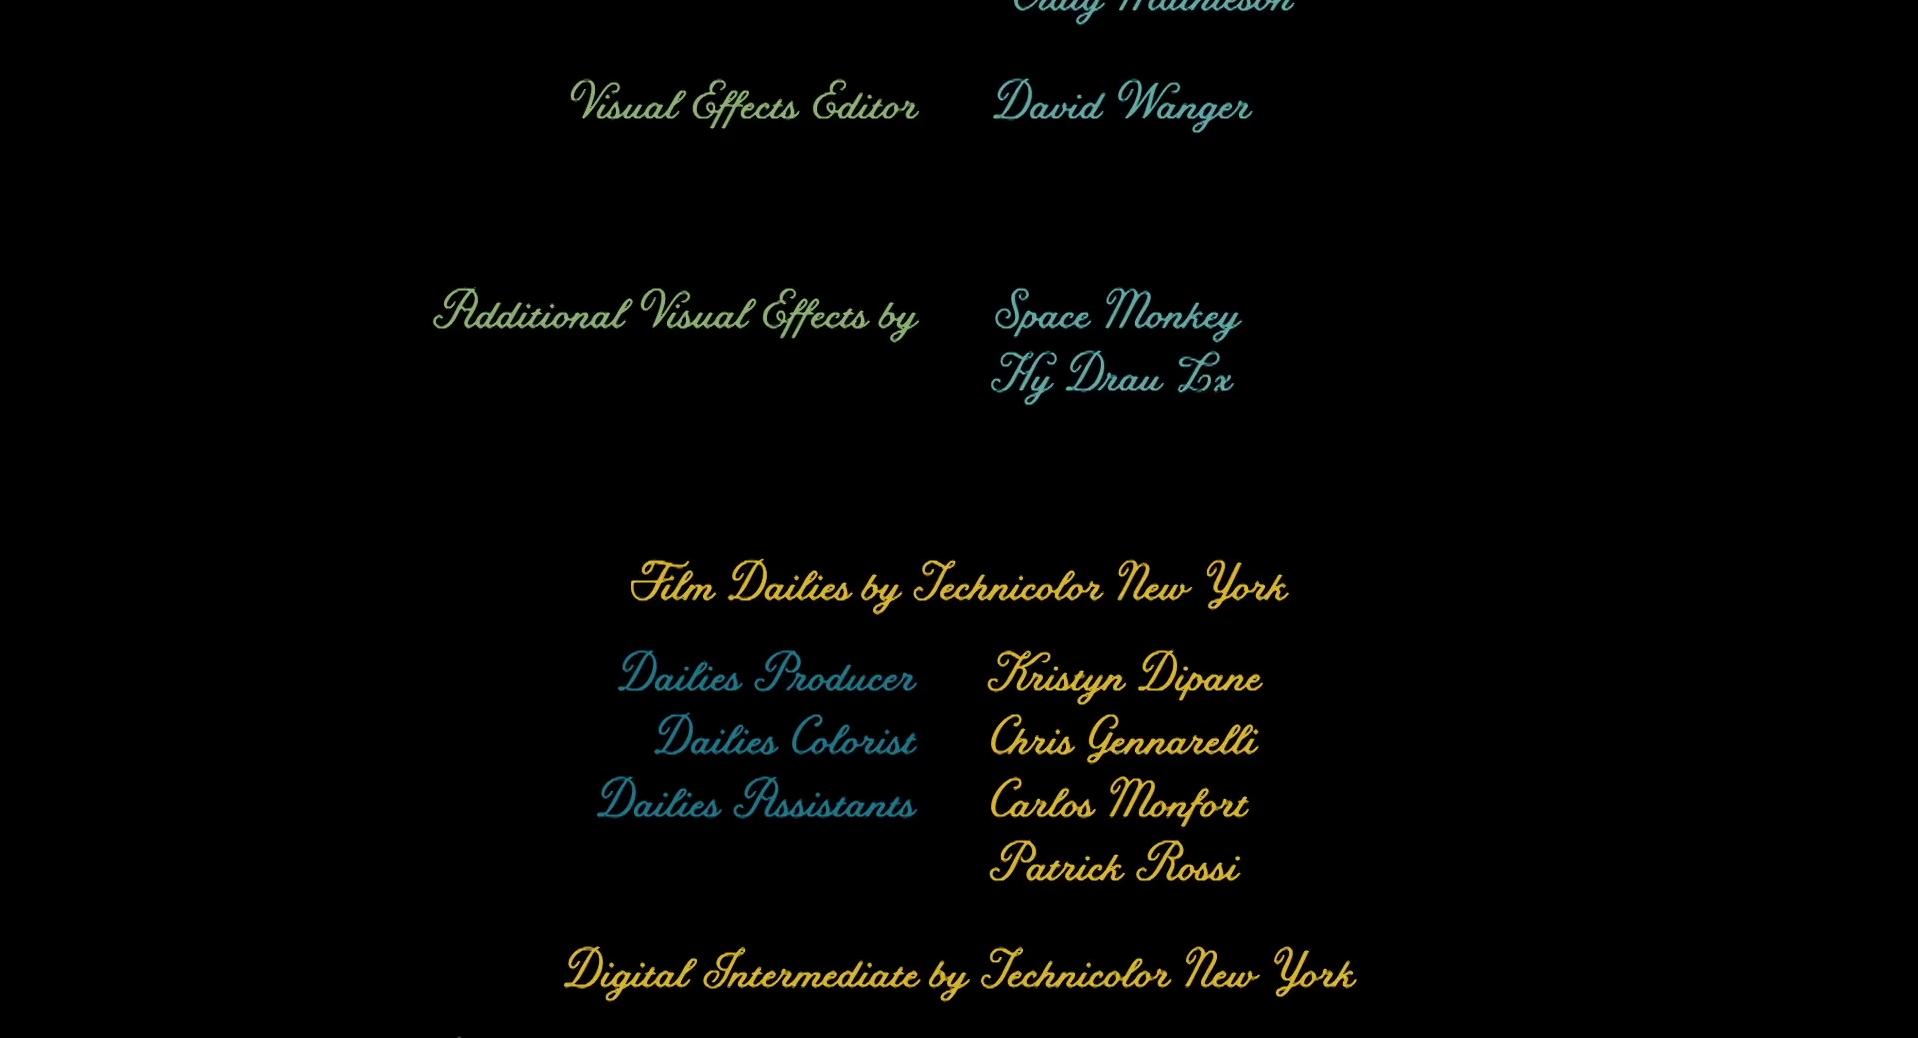 Craig Mathieson
Visual Effects Editor David Wanger
Additional Visual Effects by Space Monkey
Hy Drau Lx
Film Dailies by Technicolor New York
Dailies Producer Kristyn Dipane
Dailies Colorist Chris Gennarelli
Dailies Assistants Carlos Monfort
Patrick Rossi
Digital Intermediate by Technicolor New York